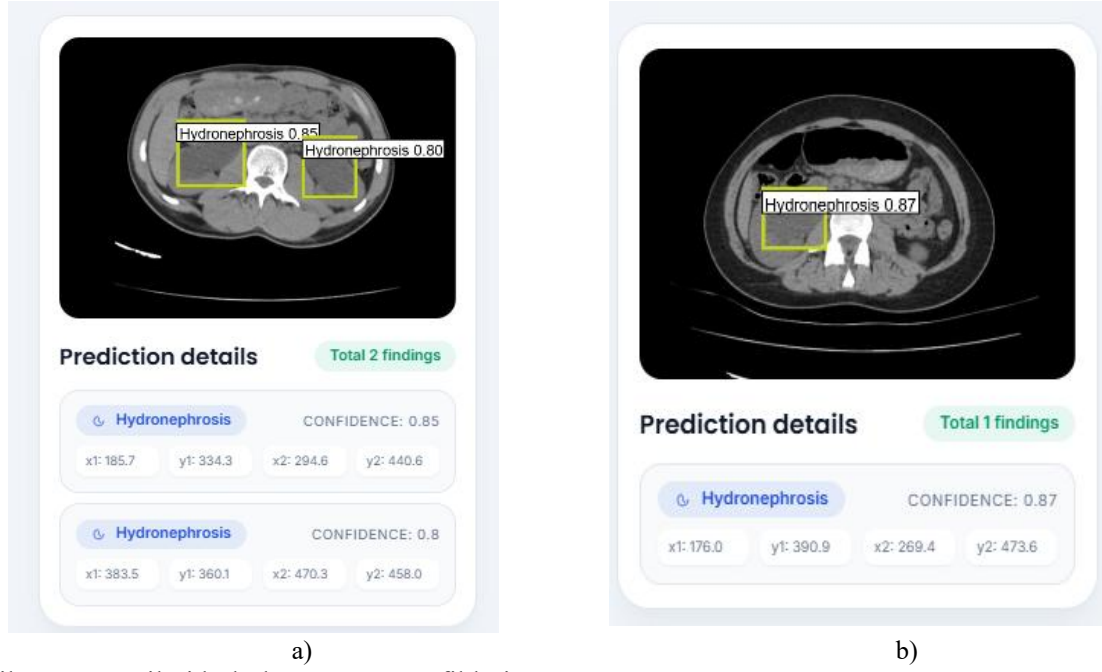 Hydronephrosis 0.85
Hydronephrosis 0.80
Prediction details
Total 2 findings
Hydronephrosis
CONFIDENCE: 0.85
x1: 185.7 y1: 334.3 x2: 294.6 y2: 440.6
Hydronephrosis
CONFIDENCE: 0.8
x1: 383.5 y1: 360.1 x2: 470.3 y2: 458.0
a)
Hydronephrosis 0.87
Prediction details
Total 1 findings
Hydronephrosis
CONFIDENCE: 0.87
x1: 176.0 y1: 390.9 x2: 269.4 y2: 473.6
b)